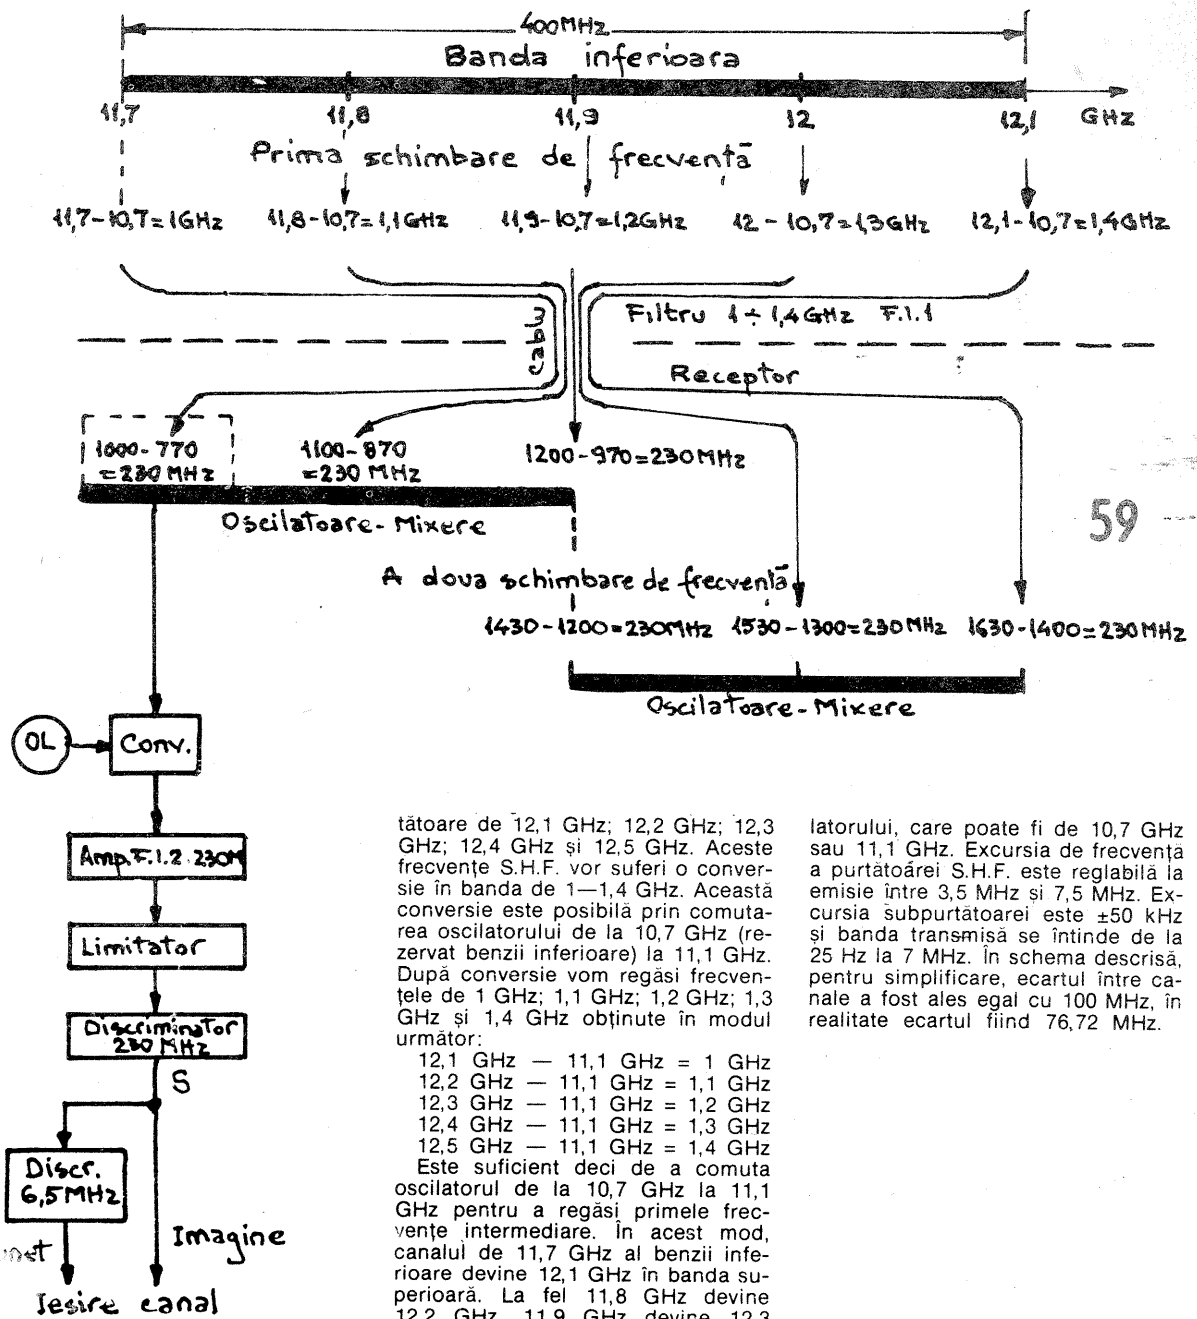 400MHz
Banda inferioara
11,7 11,8 11,9 12 12,1 GHz
Prima schimbare de frecvență
11,7-10,7=1GHz 11,8-10,7=1,1GHz 11,9-10,7=1,2GHz 12-10,7=1,3GHz 12,1-10,7=1,4GHz
Filtru 1÷1,4GHz F.I.1
cablu
Receptor
1000-770
=230 MHz
1100-870
=230 MHz
1200-970=230MHz
Oscilatoare-Mixere
59
A doua schimbare de frecvență
1430-1200=230MHz 1530-1300=230MHz 1630-1400=230MHz
Oscilatoare-Mixere
OL
Conv.
Amp.F.I.2 230M
Limitator
Discriminator
230 MHz
S
Discr.
6,5MHz
Imagine
Iesire canal
tătoare de 12,1 GHz; 12,2 GHz; 12,3
GHz; 12,4 GHz și 12,5 GHz. Aceste
frecvențe S.H.F. vor suferi o conver-
sie în banda de 1—1,4 GHz. Această
conversie este posibilă prin comuta-
rea oscilatorului de la 10,7 GHz (re-
zervat benzii inferioare) la 11,1 GHz.
După conversie vom regăsi frecven-
țele de 1 GHz; 1,1 GHz; 1,2 GHz; 1,3
GHz și 1,4 GHz obținute în modul
următor:
12,1 GHz — 11,1 GHz = 1 GHz
12,2 GHz — 11,1 GHz = 1,1 GHz
12,3 GHz — 11,1 GHz = 1,2 GHz
12,4 GHz — 11,1 GHz = 1,3 GHz
12,5 GHz — 11,1 GHz = 1,4 GHz
Este suficient deci de a comuta
oscilatorul de la 10,7 GHz la 11,1
GHz pentru a regăsi primele frec-
vențe intermediare. În acest mod,
canalul de 11,7 GHz al benzii infe-
rioare devine 12,1 GHz în banda su-
perioară. La fel 11,8 GHz devine
12,2 GHz, 11,9 GHz devine 12,3
latorului, care poate fi de 10,7 GHz
sau 11,1 GHz. Excursia de frecvență
a purtătoarei S.H.F. este reglabilă la
emisie între 3,5 MHz și 7,5 MHz. Ex-
cursia subpurtătoarei este ±50 kHz
și banda transmisă se întinde de la
25 Hz la 7 MHz. În schema descrisă,
pentru simplificare, ecartul între ca-
nale a fost ales egal cu 100 MHz, în
realitate ecartul fiind 76,72 MHz.